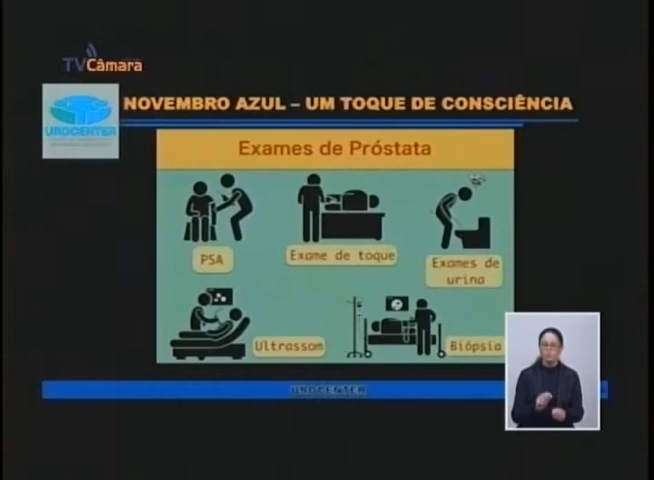 TVCâmara
NOVEMBRO AZUL – UM TOQUE DE CONSCIÊNCIA
UROCENTER
Exames de Próstata
PSA
Exame de toque
Exames de
urina
Ultrassom
Biópsia
UROCENTER